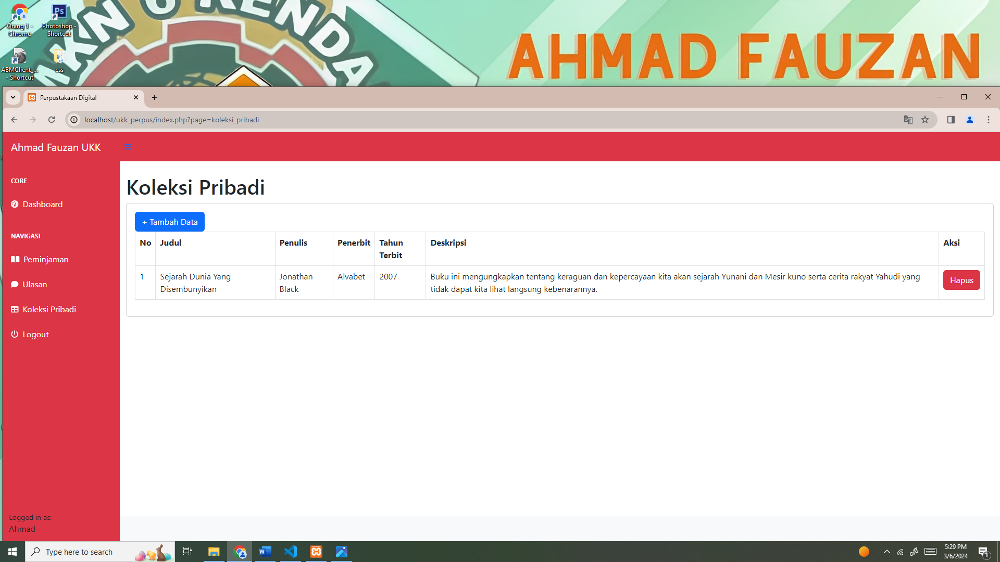 MKN 6 RENDA
AHMAD FAUZAN
Orang 1 - Chrome
Photoshop - Shortcut
ABMClient_... - Shortcut
css
Perpustakaan Digital
localhost/ukk_perpus/index.php?page=koleksi_pribadi
Ahmad Fauzan UKK
CORE
Dashboard
NAVIGASI
Peminjaman
Ulasan
Koleksi Pribadi
Logout
Logged in as:
Ahmad
Koleksi Pribadi
+ Tambah Data
No Judul Penulis Penerbit Tahun Terbit Deskripsi Aksi
1 Sejarah Dunia Yang Disembunyikan Jonathan Black Alvabet 2007 Buku ini mengungkapkan tentang keraguan dan kepercayaan kita akan sejarah Yunani dan Mesir kuno serta cerita rakyat Yahudi yang
tidak dapat kita lihat langsung kebenarannya. Hapus
Type here to search
5:29 PM
3/6/2024
1